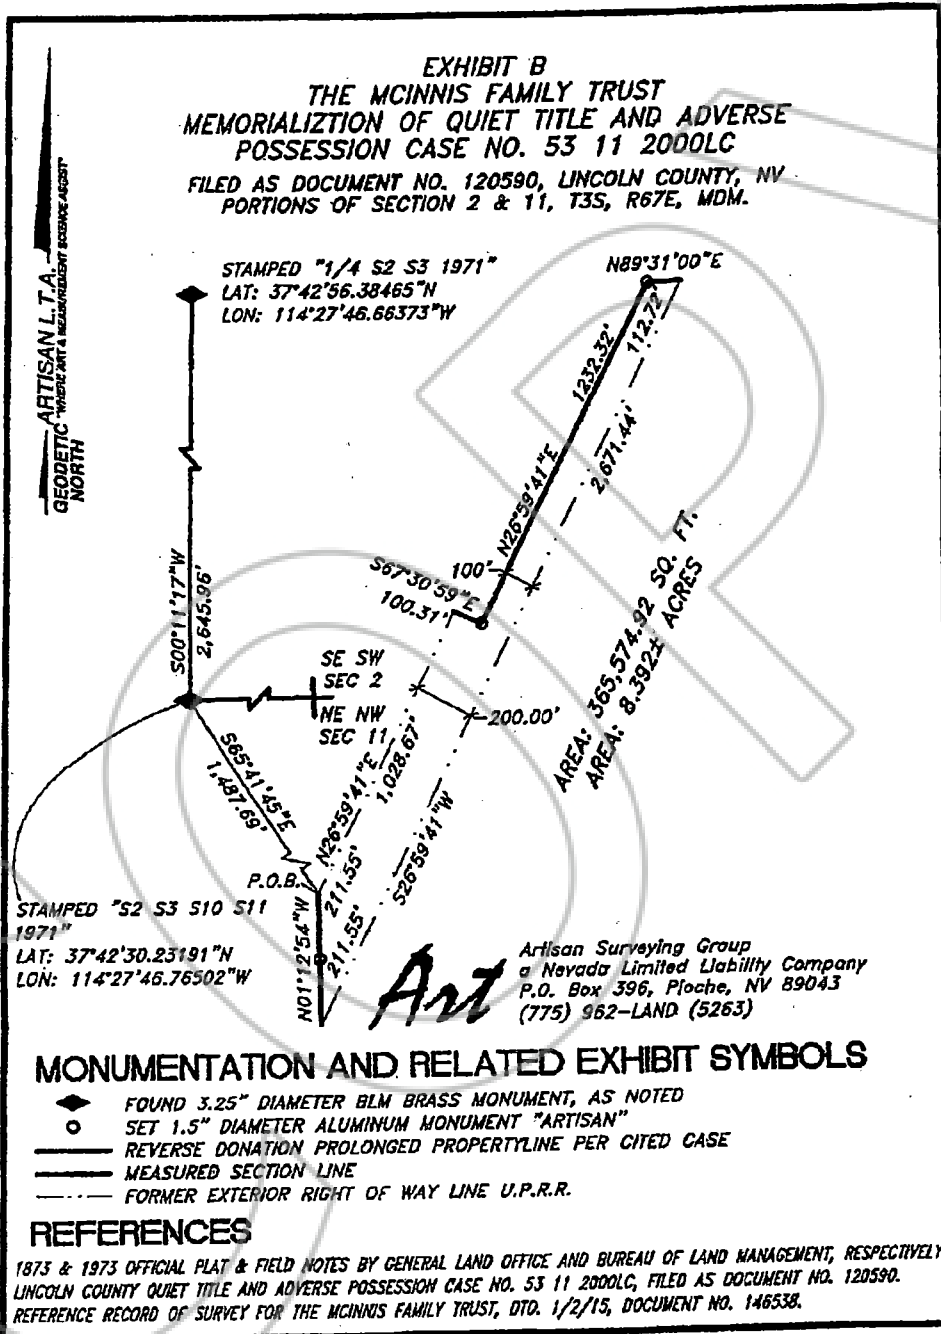 EXHIBIT B
THE MCINNIS FAMILY TRUST
MEMORIALIZTION OF QUIET TITLE AND ADVERSE
POSSESSION CASE NO. 53 11 2000LC
FILED AS DOCUMENT NO. 120590, LINCOLN COUNTY, NV
PORTIONS OF SECTION 2 & 11, T3S, R67E, MDM.
ARTISAN L.T.A.
"WHERE ART & MEASUREMENT SCIENCE
GEODETIC
NORTH
STAMPED "1/4 S2 S3 1971"
LAT: 37°42'56.38465"N
LON: 114°27'46.66373"W
N89°31'00"E
112.72'
1232.32'
N26°59'41"E
2,671.44'
S00°11'17"W
2,645.96'
S67°30'59"E
100.31'
100'
SE SW
SEC 2
NE NW
SEC 11
200.00'
AREA: 365,574.92 SQ. FT.
AREA: 8.392± ACRES
S65°41'45"E
1,487.69'
N26°59'41"E
1,028.67'
S26°59'41"W
P.O.B.
211.55'
211.55'
N01°12'54"W
STAMPED "S2 S3 S10 S11
1971"
LAT: 37°42'30.23191"N
LON: 114°27'46.76502"W
Art
Artisan Surveying Group
a Nevada Limited Liability Company
P.O. Box 396, Pioche, NV 89043
(775) 962-LAND (5263)
MONUMENTATION AND RELATED EXHIBIT SYMBOLS
FOUND 3.25" DIAMETER BLM BRASS MONUMENT, AS NOTED
SET 1.5" DIAMETER ALUMINUM MONUMENT "ARTISAN"
REVERSE DONATION PROLONGED PROPERTYLINE PER CITED CASE
MEASURED SECTION LINE
FORMER EXTERIOR RIGHT OF WAY LINE U.P.R.R.
REFERENCES
1873 & 1973 OFFICIAL PLAT & FIELD NOTES BY GENERAL LAND OFFICE AND BUREAU OF LAND MANAGEMENT, RESPECTIVELY
LINCOLN COUNTY QUIET TITLE AND ADVERSE POSSESSION CASE NO. 53 11 2000LC, FILED AS DOCUMENT NO. 120590.
REFERENCE RECORD OF SURVEY FOR THE MCINNIS FAMILY TRUST, DTD. 1/2/15, DOCUMENT NO. 146538.